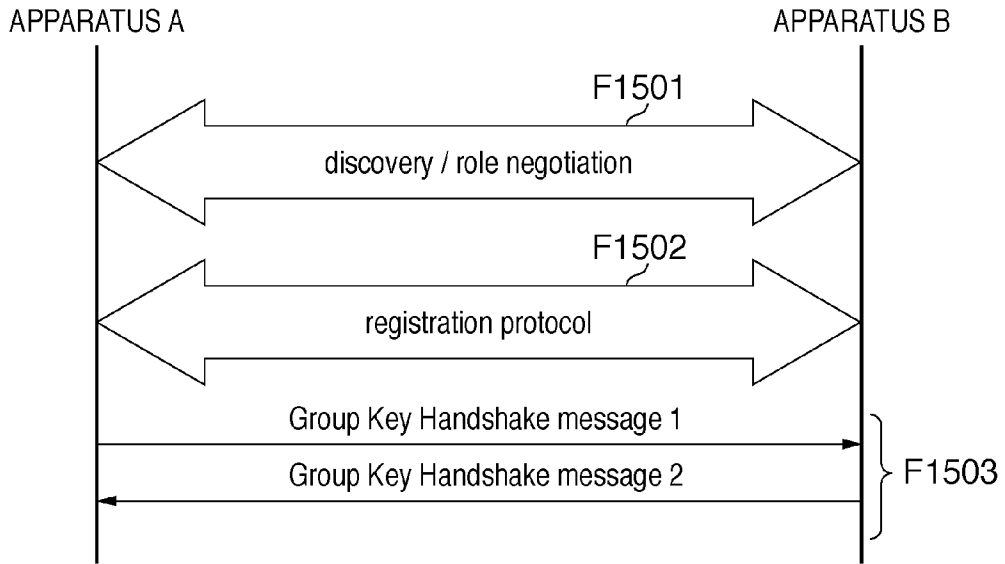 APPARATUS A
APPARATUS B
F1501
discovery / role negotiation
F1502
registration protocol
Group Key Handshake message 1
Group Key Handshake message 2
F1503